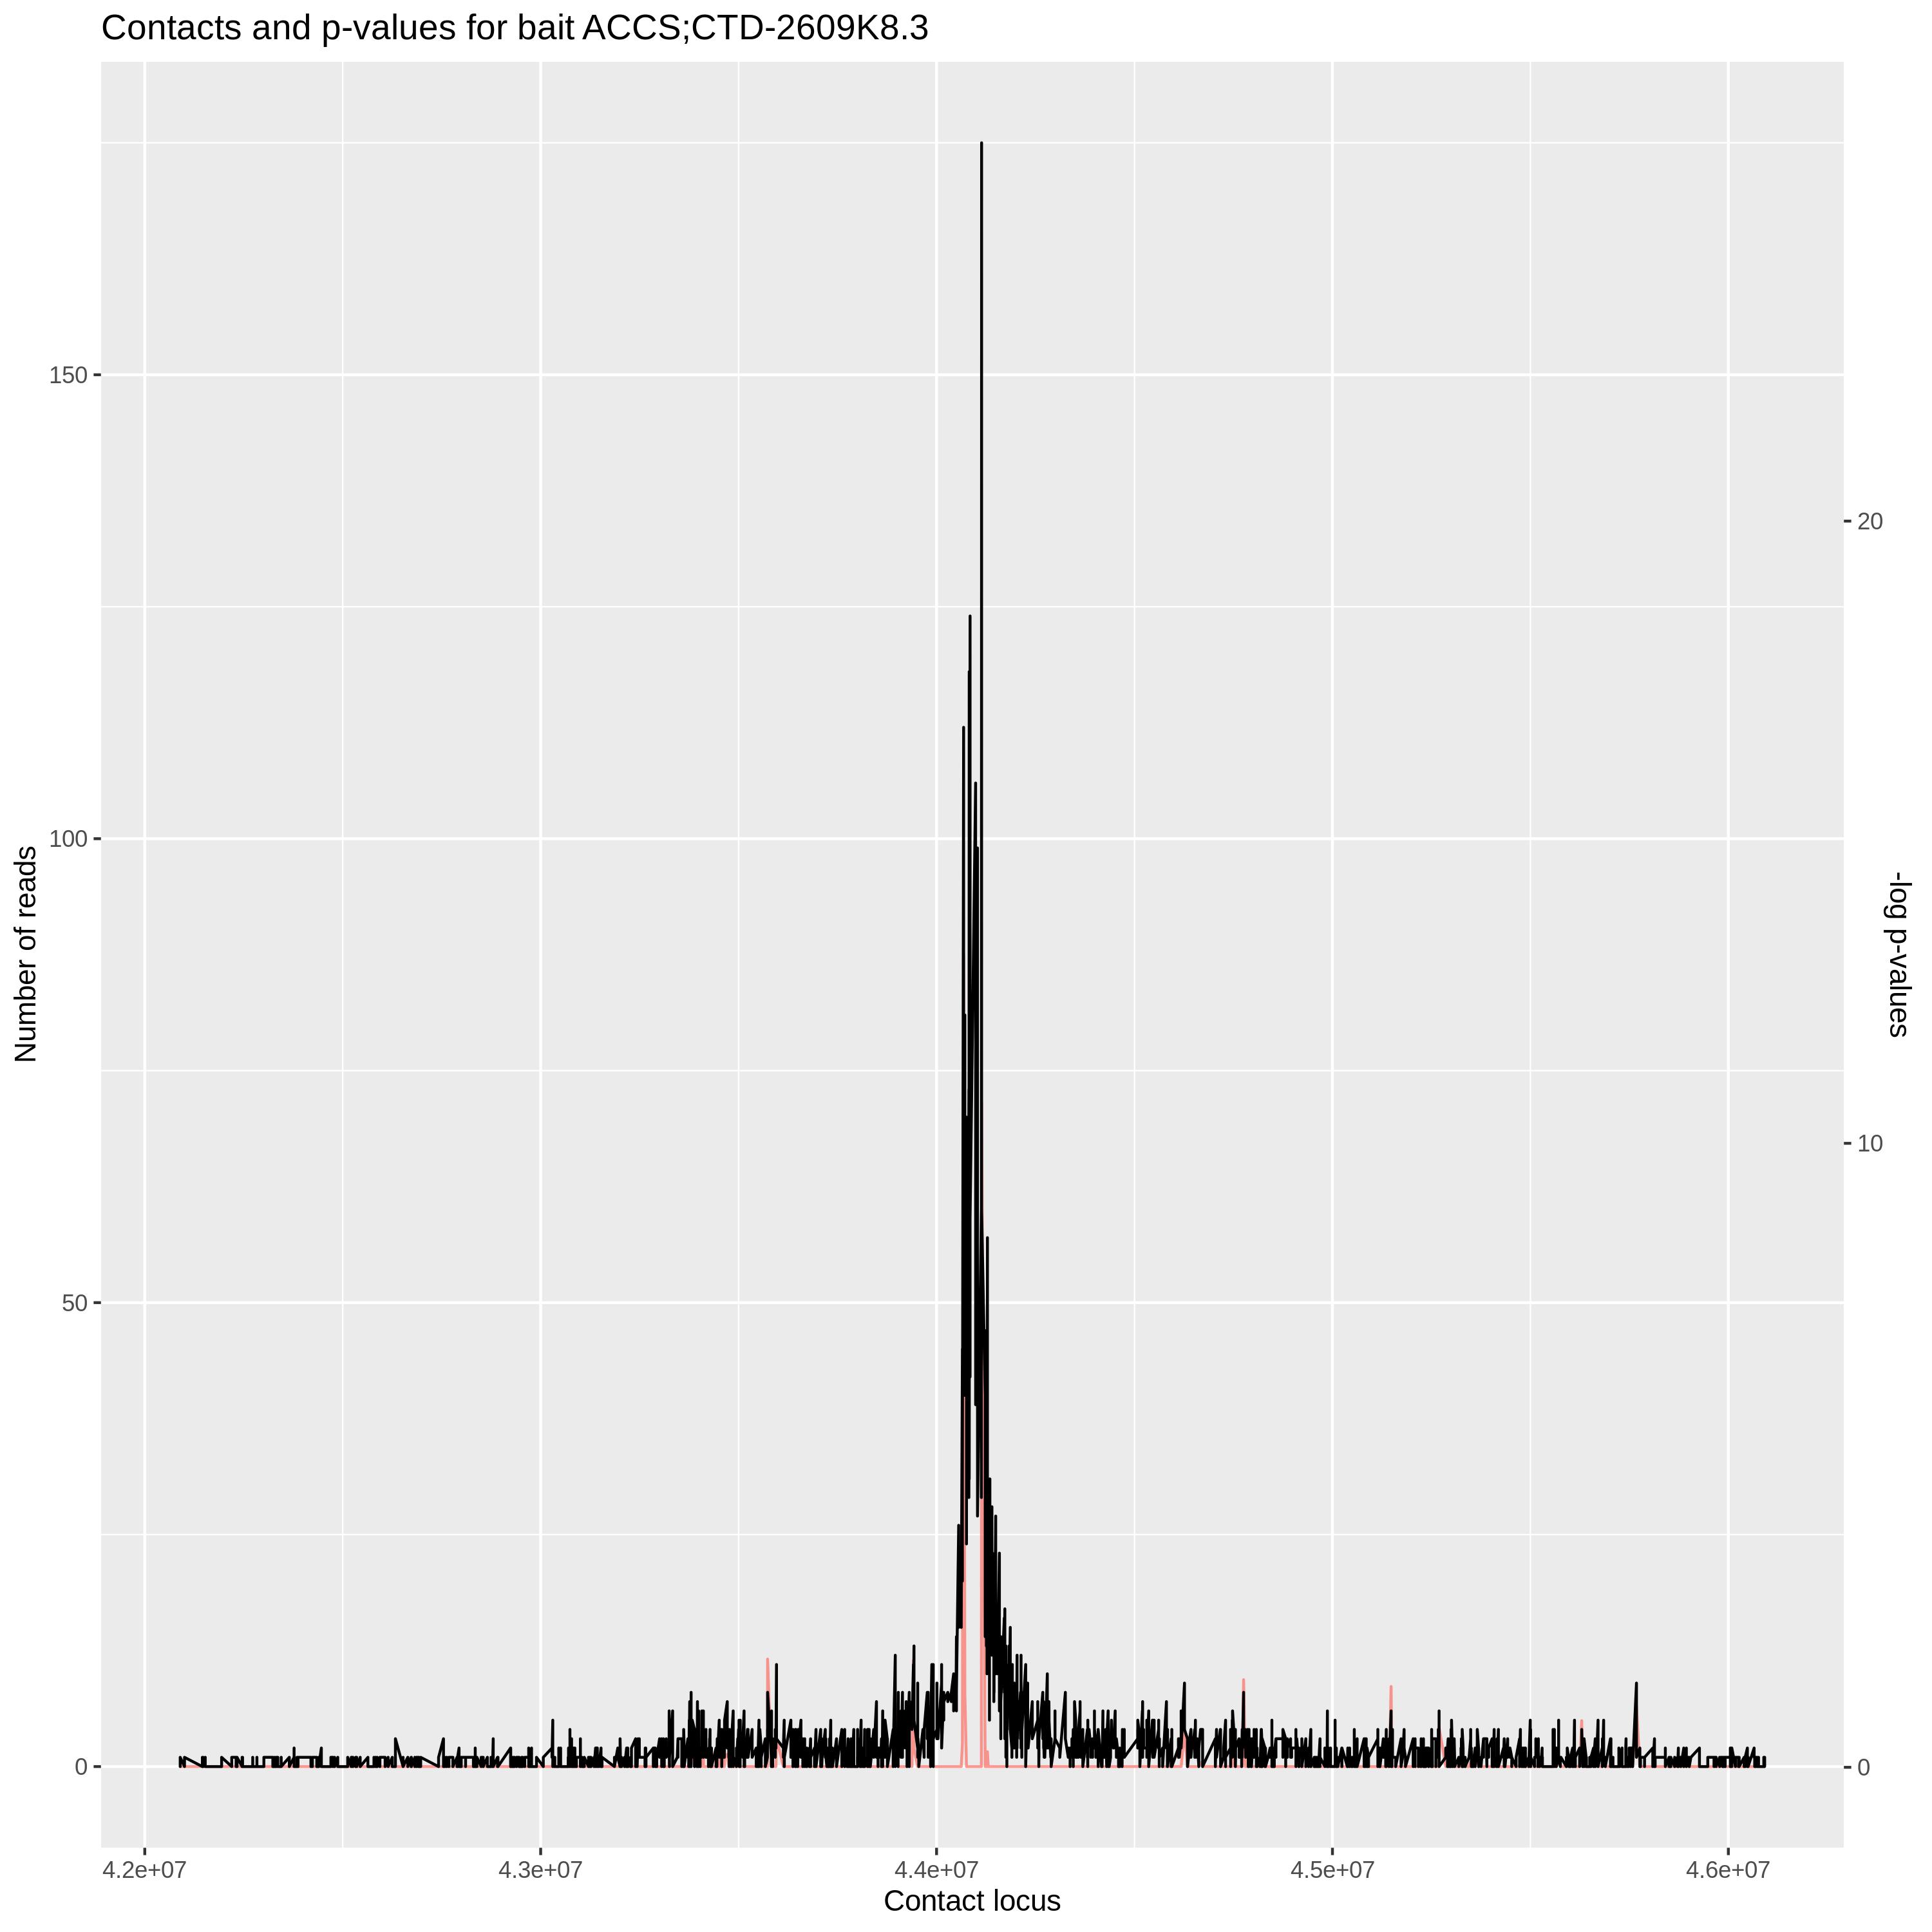 Contacts and p-values for bait ACCS;CTD-2609K8.3
Number of reads
150
100
50
0
20
10
0
-log p-values
4.2e+07
4.3e+07
4.4e+07
4.5e+07
4.6e+07
Contact locus